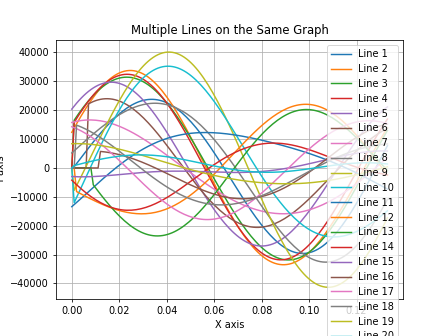 Multiple Lines on the Same Graph
40000
30000
20000
10000
0
−10000
−20000
−30000
−40000
0.00
0.02
0.04
0.06
0.08
0.10
X axis
Line 1
Line 2
Line 3
Line 4
Line 5
Line 6
Line 7
Line 8
Line 9
Line 10
Line 11
Line 12
Line 13
Line 14
Line 15
Line 16
Line 17
Line 18
Line 19
Line 20